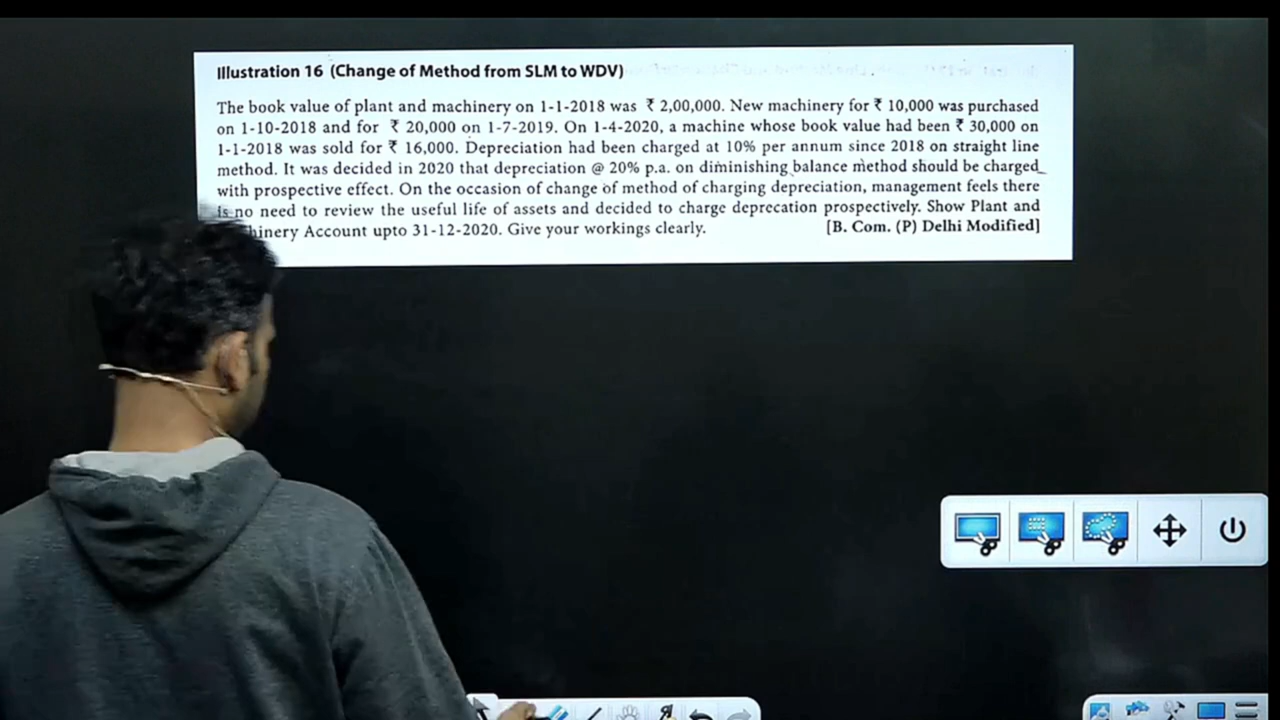 Illustration 16 (Change of Method from SLM to WDV)
The book value of plant and machinery on 1-1-2018 was ₹ 2,00,000. New machinery for ₹ 10,000 was purchased
on 1-10-2018 and for ₹ 20,000 on 1-7-2019. On 1-4-2020, a machine whose book value had been ₹ 30,000 on
1-1-2018 was sold for ₹ 16,000. Depreciation had been charged at 10% per annum since 2018 on straight line
method. It was decided in 2020 that depreciation @ 20% p.a. on diminishing balance method should be charged
with prospective effect. On the occasion of change of method of charging depreciation, management feels there
is no need to review the useful life of assets and decided to charge deprecation prospectively. Show Plant and
hinery Account upto 31-12-2020. Give your workings clearly. [B. Com. (P) Delhi Modified]